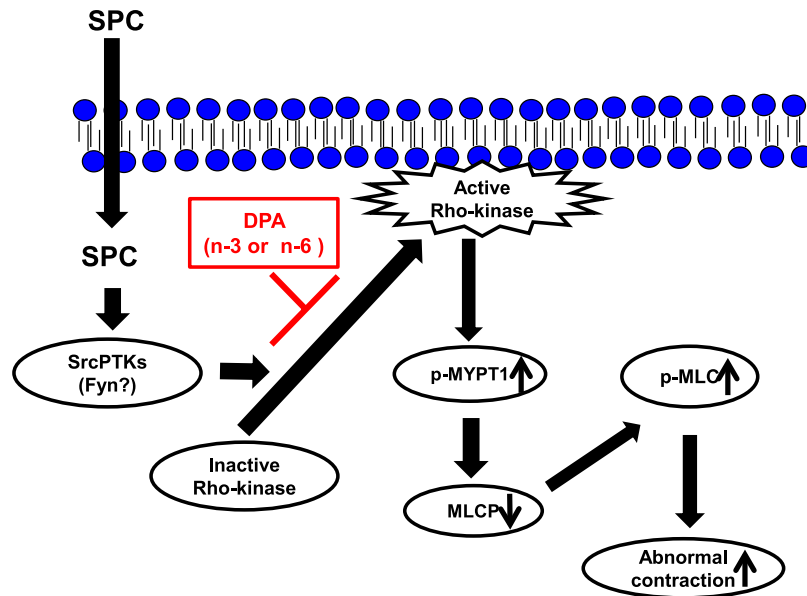 SPC
Active
Rho-kinase
DPA
(n-3 or n-6 )
SPC
SrcPTKs
(Fyn?)
p-MYPT1
p-MLC
Inactive
Rho-kinase
MLCP
Abnormal
contraction